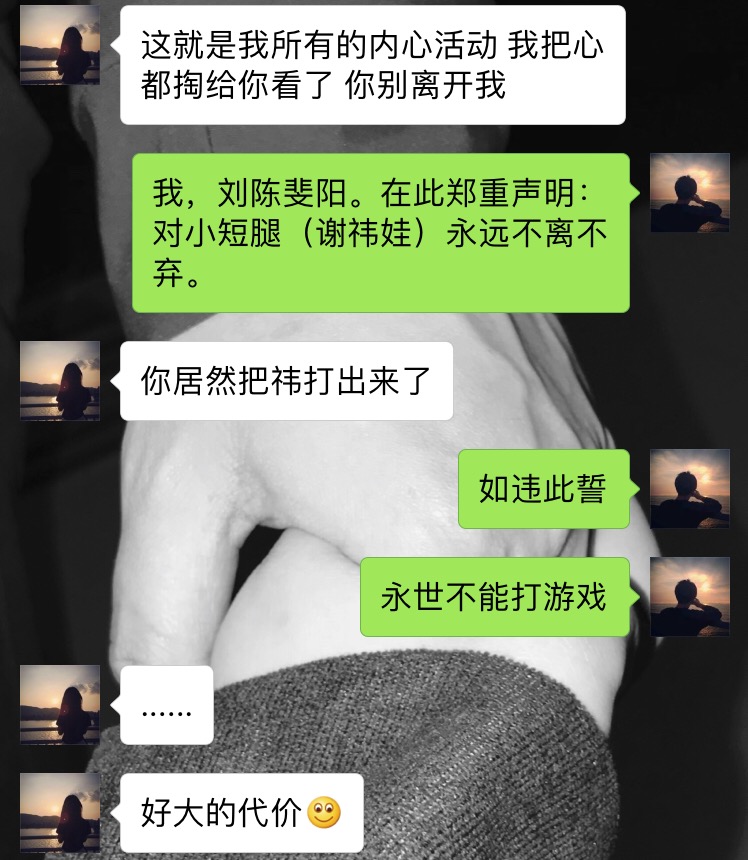 这就是我所有的内心活动 我把心
都掏给你看了 你别离开我
我，刘陈斐阳。在此郑重声明：
对小短腿（谢祎娃）永远不离不
弃。
你居然把祎打出来了
如违此誓
永世不能打游戏
......
好大的代价🙂